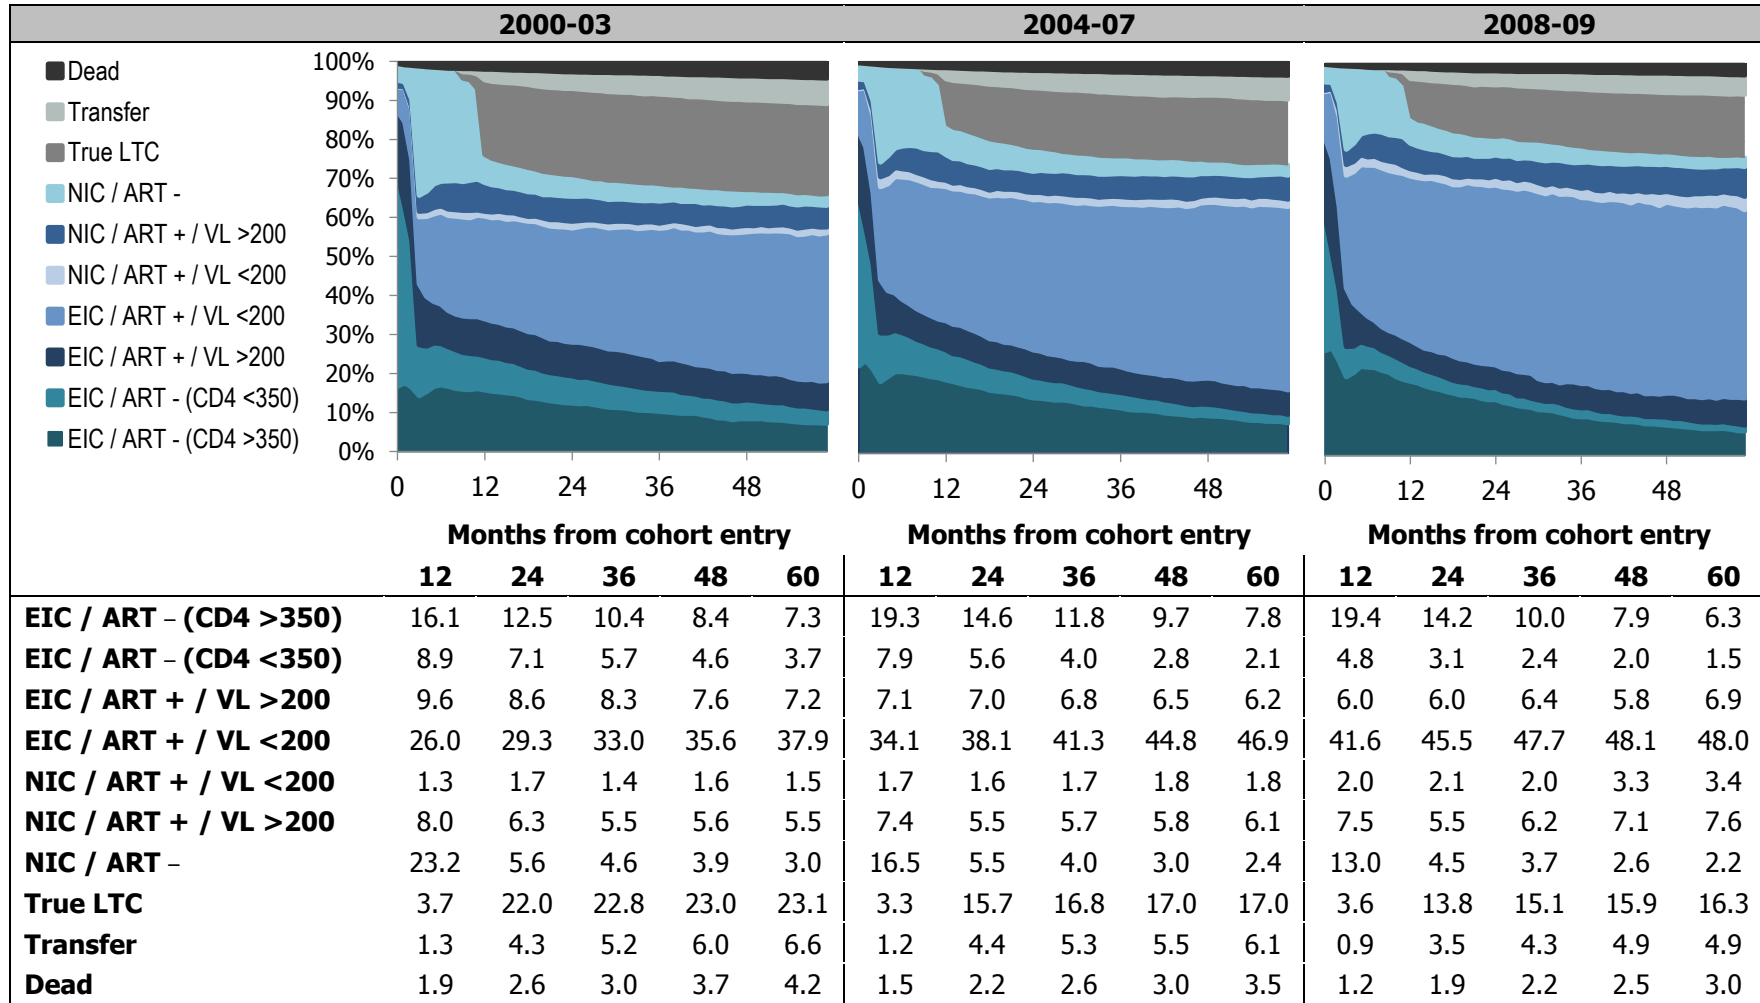 2000-03 2004-07 2008-09
Dead
Transfer
True LTC
NIC / ART -
NIC / ART + / VL >200
NIC / ART + / VL <200
EIC / ART + / VL <200
EIC / ART + / VL >200
EIC / ART - (CD4 <350)
EIC / ART - (CD4 >350)
100%
90%
80%
70%
60%
50%
40%
30%
20%
10%
0%
0 12 24 36 48 0 12 24 36 48 0 12 24 36 48
Months from cohort entry Months from cohort entry Months from cohort entry
12 24 36 48 60 12 24 36 48 60 12 24 36 48 60
EIC / ART – (CD4 >350) 16.1 12.5 10.4 8.4 7.3 19.3 14.6 11.8 9.7 7.8 19.4 14.2 10.0 7.9 6.3
EIC / ART – (CD4 <350) 8.9 7.1 5.7 4.6 3.7 7.9 5.6 4.0 2.8 2.1 4.8 3.1 2.4 2.0 1.5
EIC / ART + / VL >200 9.6 8.6 8.3 7.6 7.2 7.1 7.0 6.8 6.5 6.2 6.0 6.0 6.4 5.8 6.9
EIC / ART + / VL <200 26.0 29.3 33.0 35.6 37.9 34.1 38.1 41.3 44.8 46.9 41.6 45.5 47.7 48.1 48.0
NIC / ART + / VL <200 1.3 1.7 1.4 1.6 1.5 1.7 1.6 1.7 1.8 1.8 2.0 2.1 2.0 3.3 3.4
NIC / ART + / VL >200 8.0 6.3 5.5 5.6 5.5 7.4 5.5 5.7 5.8 6.1 7.5 5.5 6.2 7.1 7.6
NIC / ART – 23.2 5.6 4.6 3.9 3.0 16.5 5.5 4.0 3.0 2.4 13.0 4.5 3.7 2.6 2.2
True LTC 3.7 22.0 22.8 23.0 23.1 3.3 15.7 16.8 17.0 17.0 3.6 13.8 15.1 15.9 16.3
Transfer 1.3 4.3 5.2 6.0 6.6 1.2 4.4 5.3 5.5 6.1 0.9 3.5 4.3 4.9 4.9
Dead 1.9 2.6 3.0 3.7 4.2 1.5 2.2 2.6 3.0 3.5 1.2 1.9 2.2 2.5 3.0